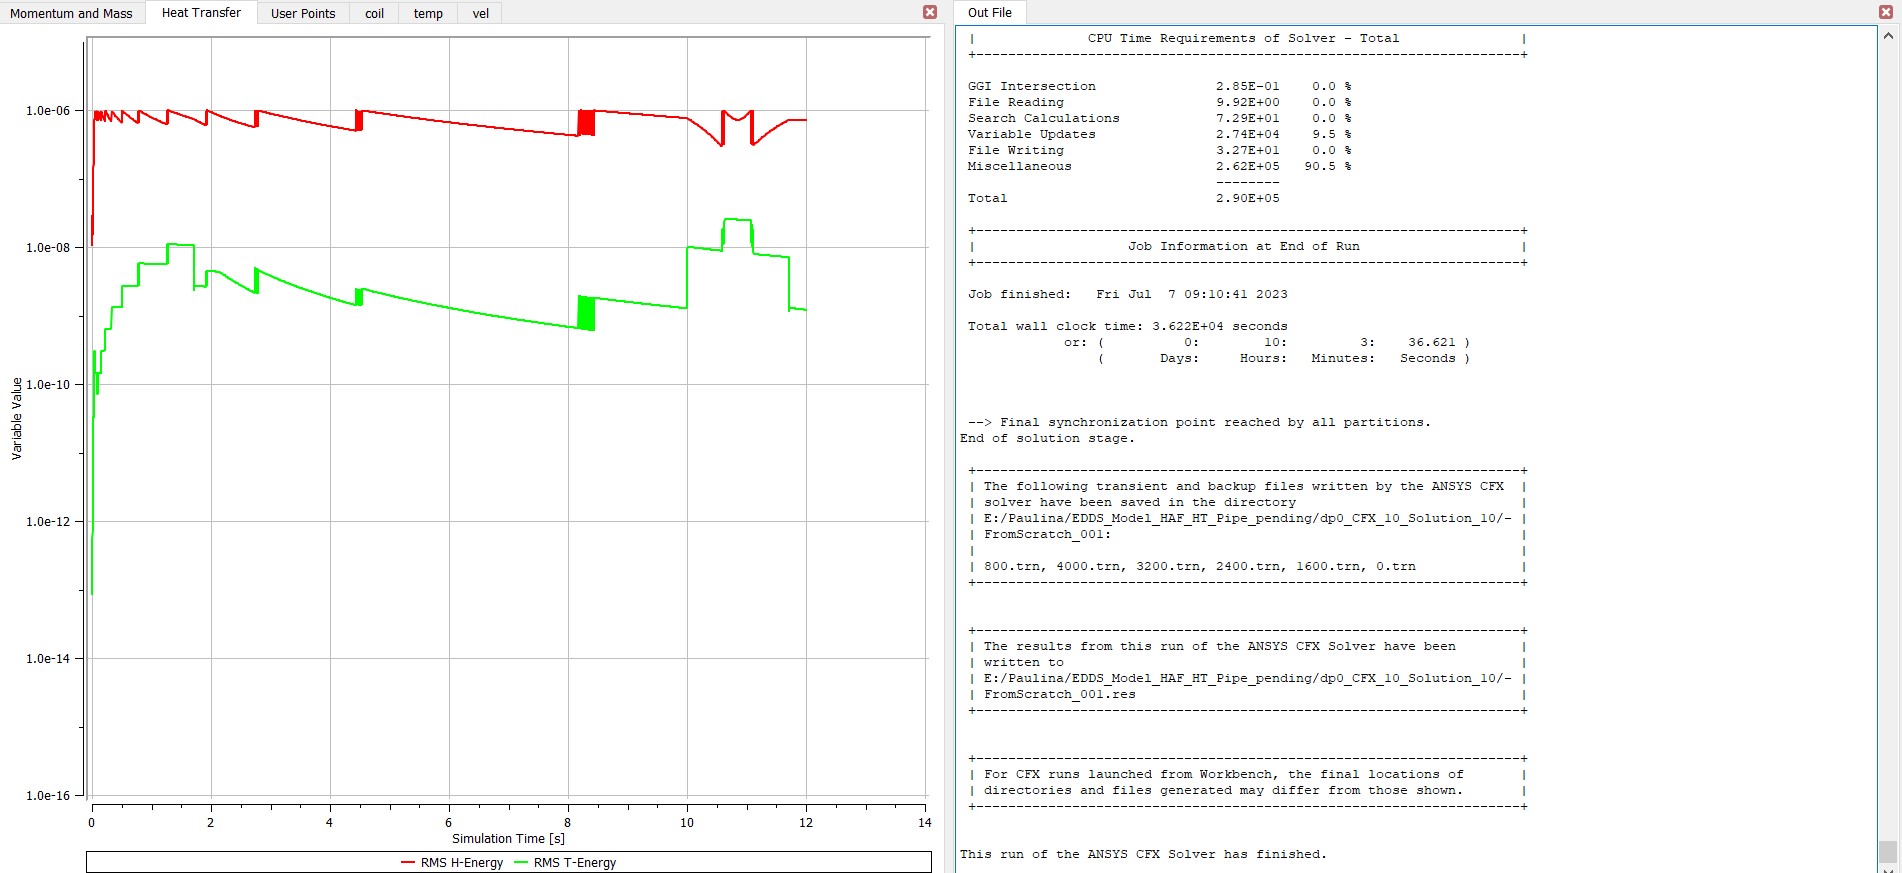 Momentum and Mass Heat Transfer User Points coil temp vel
1.0e-06
1.0e-08
1.0e-10
1.0e-12
1.0e-14
1.0e-16
Variable Value
0 2 4 6 8 10 12 14
Simulation Time [s]
RMS H-Energy RMS T-Energy
Out File
| CPU Time Requirements of Solver - Total |
+--------------------------------------------------------------------+
GGI Intersection 2.85E-01 0.0 %
File Reading 9.92E+00 0.0 %
Search Calculations 7.29E+01 0.0 %
Variable Updates 2.74E+04 9.5 %
File Writing 3.27E+01 0.0 %
Miscellaneous 2.62E+05 90.5 %
--------
Total 2.90E+05
+--------------------------------------------------------------------+
| Job Information at End of Run |
+--------------------------------------------------------------------+
Job finished: Fri Jul 7 09:10:41 2023
Total wall clock time: 3.622E+04 seconds
or: ( 0: 10: 3: 36.621 )
( Days: Hours: Minutes: Seconds )
--> Final synchronization point reached by all partitions.
End of solution stage.
+--------------------------------------------------------------------+
| The following transient and backup files written by the ANSYS CFX |
| solver have been saved in the directory |
| E:/Paulina/EDDS_Model_HAF_HT_Pipe_pending/dp0_CFX_10_Solution_10/- |
| FromScratch_001: |
| |
| 800.trn, 4000.trn, 3200.trn, 2400.trn, 1600.trn, 0.trn |
+--------------------------------------------------------------------+
+--------------------------------------------------------------------+
| The results from this run of the ANSYS CFX Solver have been |
| written to |
| E:/Paulina/EDDS_Model_HAF_HT_Pipe_pending/dp0_CFX_10_Solution_10/- |
| FromScratch_001.res |
+--------------------------------------------------------------------+
+--------------------------------------------------------------------+
| For CFX runs launched from Workbench, the final locations of |
| directories and files generated may differ from those shown. |
+--------------------------------------------------------------------+
This run of the ANSYS CFX Solver has finished.